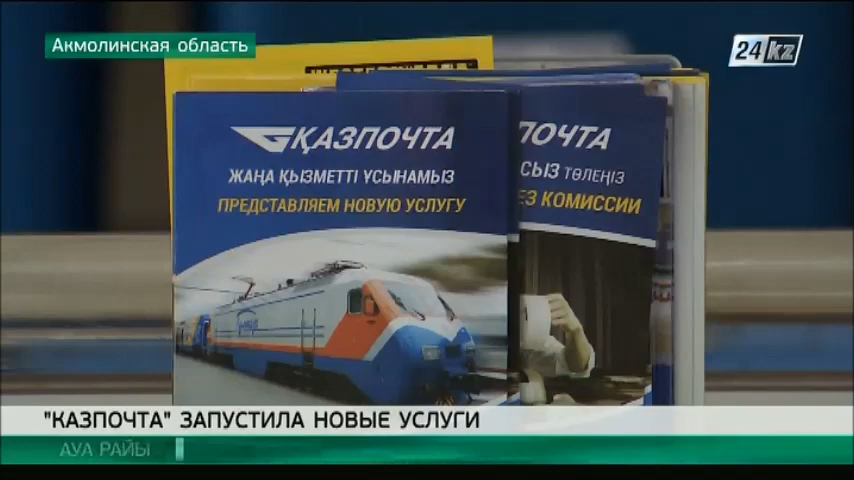 Акмолинская область
24kz
ҚАЗПОЧТА
ЖАҢА ҚЫЗМЕТТІ ҰСЫНАМЫЗ
ПРЕДСТАВЛЯЕМ НОВУЮ УСЛУГУ
ПОЧТА
СЫЗ ТӨЛЕҢІЗ
ЕЗ КОМИССИИ
"КАЗПОЧТА" ЗАПУСТИЛА НОВЫЕ УСЛУГИ
АУА РАЙЫ